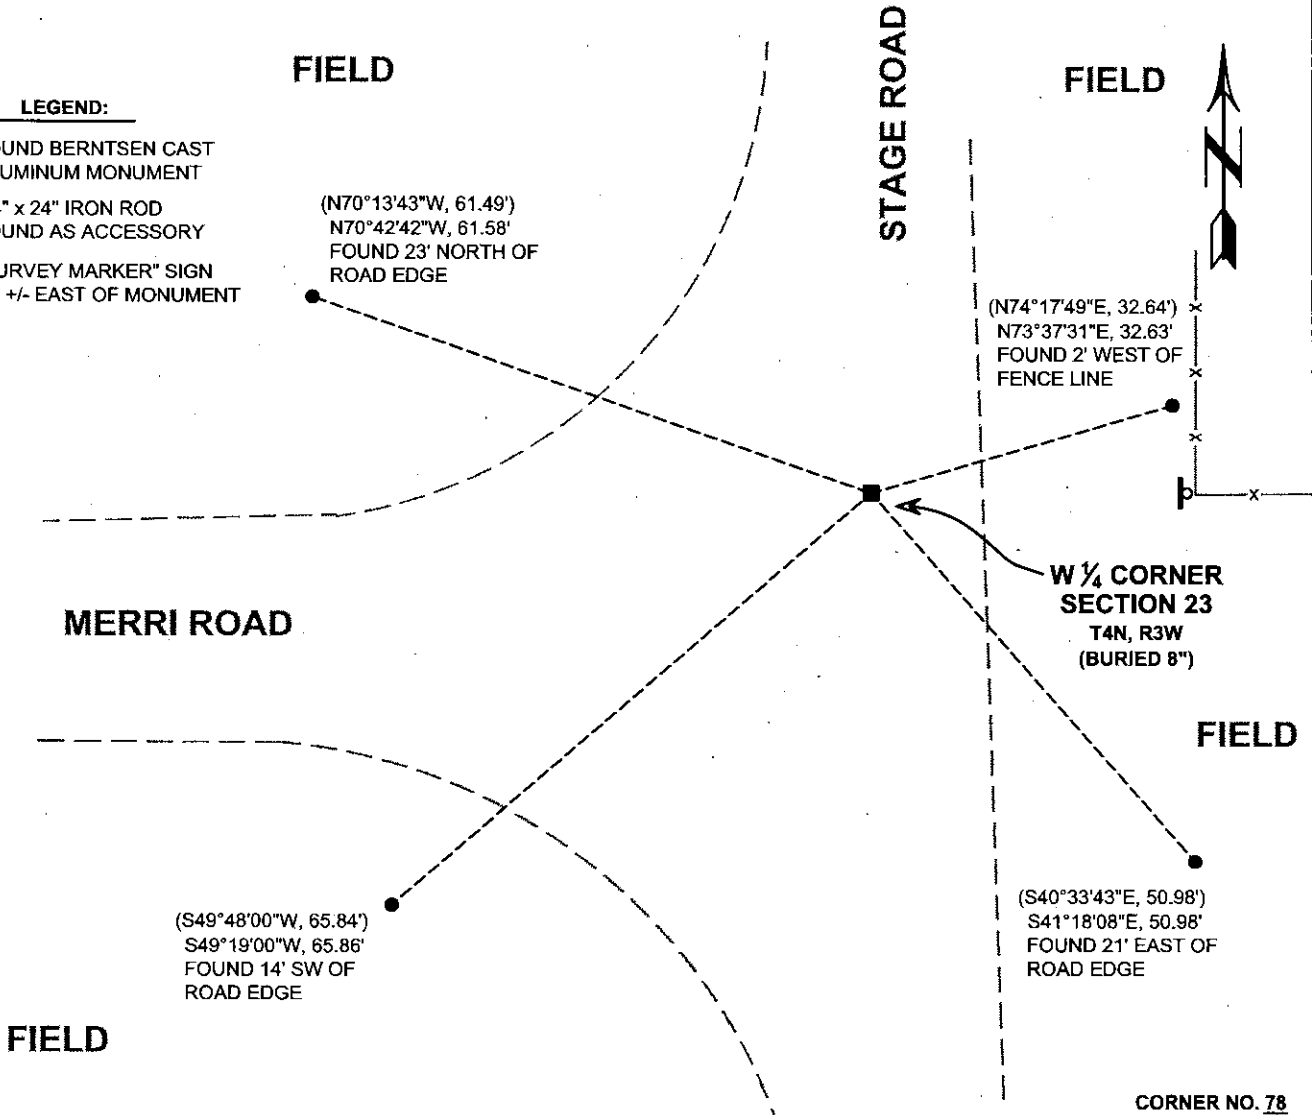 FIELD
STAGE ROAD
FIELD
LEGEND:
OUND BERNTSEN CAST
UMINUM MONUMENT
" x 24" IRON ROD
OUND AS ACCESSORY
URVEY MARKER" SIGN
+/- EAST OF MONUMENT
(N70°13'43"W, 61.49')
N70°42'42"W, 61.58'
FOUND 23' NORTH OF
ROAD EDGE
N
(N74°17'49"E, 32.64')
N73°37'31"E, 32.63'
FOUND 2' WEST OF
FENCE LINE
W ¼ CORNER
SECTION 23
T4N, R3W
(BURIED 8")
MERRI ROAD
FIELD
(S49°48'00"W, 65.84')
S49°19'00"W, 65.86'
FOUND 14' SW OF
ROAD EDGE
(S40°33'43"E, 50.98')
S41°18'08"E, 50.98'
FOUND 21' EAST OF
ROAD EDGE
FIELD
CORNER NO. 78